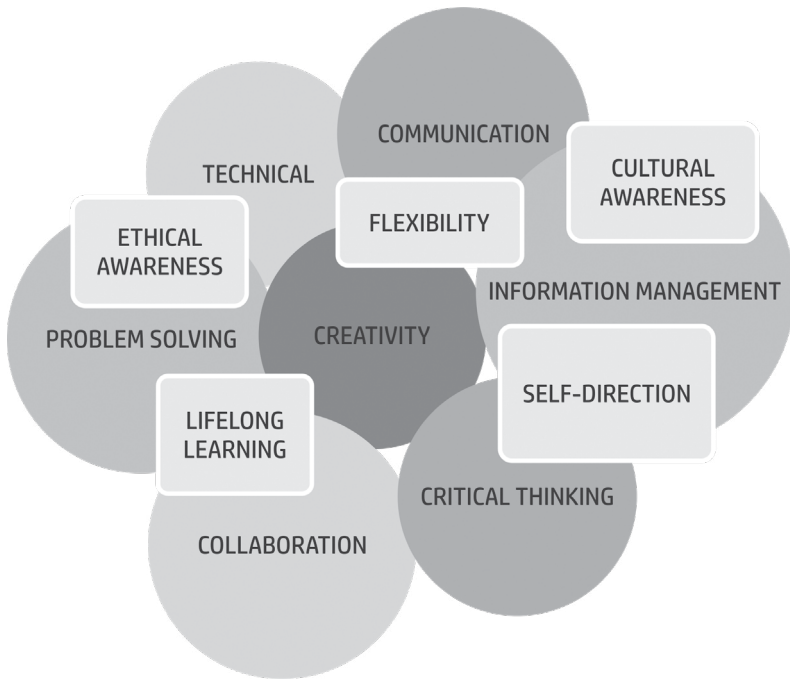 COMMUNICATION
TECHNICAL
CULTURAL
AWARENESS
FLEXIBILITY
ETHICAL
AWARENESS
INFORMATION MANAGEMENT
PROBLEM SOLVING
CREATIVITY
SELF-DIRECTION
LIFELONG
LEARNING
CRITICAL THINKING
COLLABORATION